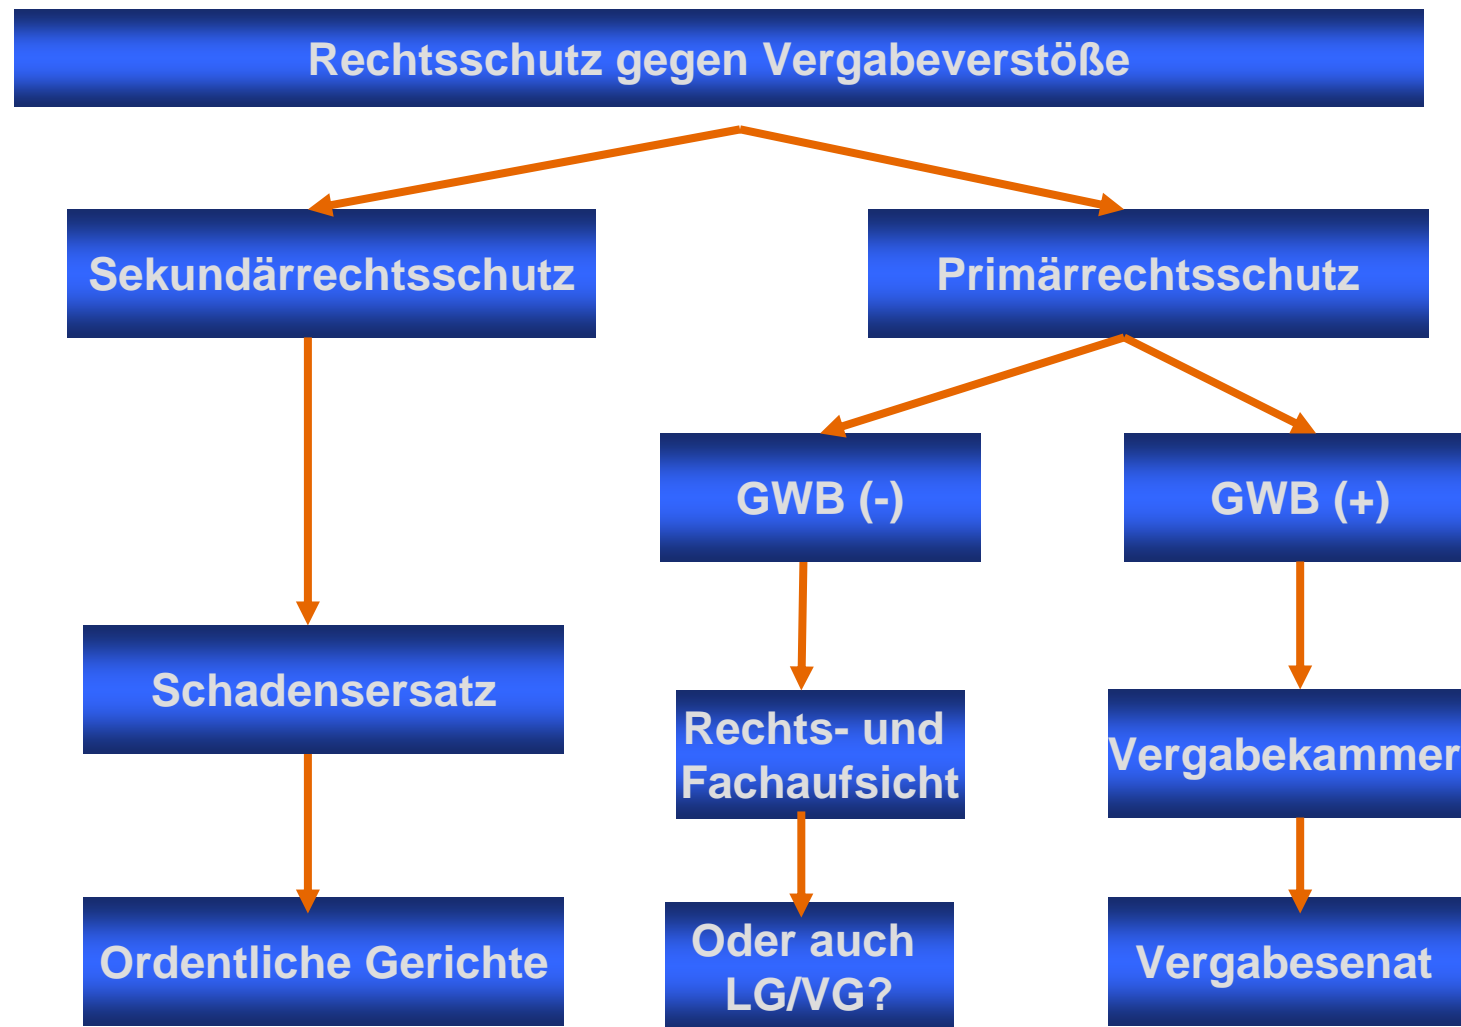 Rechtsschutz gegen Vergabeverstöße
Sekundärrechtsschutz
Primärrechtsschutz
GWB (-)
GWB (+)
Schadensersatz
Rechts- und
Fachaufsicht
Vergabekammer
Ordentliche Gerichte
Oder auch
LG/VG?
Vergabesenat